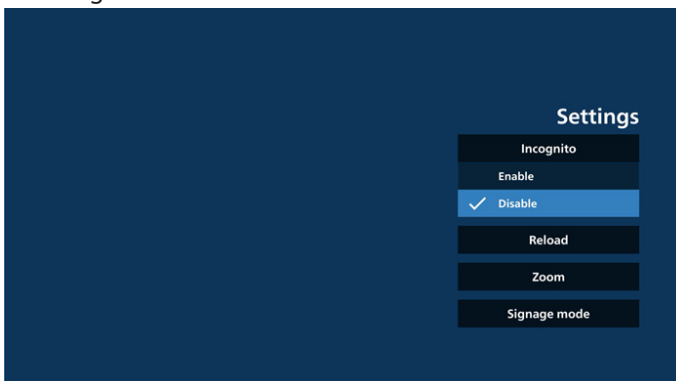 Settings
Incognito
Enable
Disable
Reload
Zoom
Signage mode